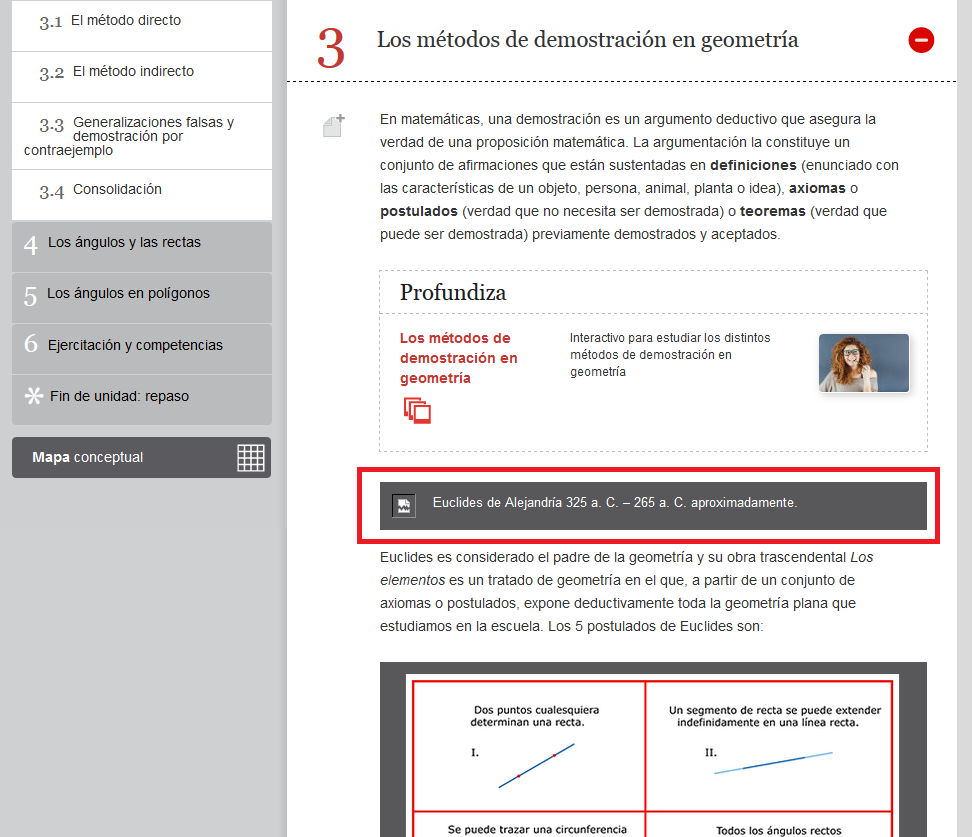 3.1 El método directo
3.2 El método indirecto
3.3 Generalizaciones falsas y
demostración por
contraejemplo
3.4 Consolidación
4 Los ángulos y las rectas
5 Los ángulos en polígonos
6 Ejercitación y competencias
Fin de unidad: repaso
Mapa conceptual
3 Los métodos de demostración en geometría
En matemáticas, una demostración es un argumento deductivo que asegura la
verdad de una proposición matemática. La argumentación la constituye un
conjunto de afirmaciones que están sustentadas en definiciones (enunciado con
las características de un objeto, persona, animal, planta o idea), axiomas o
postulados (verdad que no necesita ser demostrada) o teoremas (verdad que
puede ser demostrada) previamente demostrados y aceptados.
Profundiza
Los métodos de
demostración en
geometría
Interactivo para estudiar los distintos
métodos de demostración en
geometría
Euclides de Alejandría 325 a. C. – 265 a. C. aproximadamente.
Euclides es considerado el padre de la geometría y su obra trascendental Los
elementos es un tratado de geometría en el que, a partir de un conjunto de
axiomas o postulados, expone deductivamente toda la geometría plana que
estudiamos en la escuela. Los 5 postulados de Euclides son:
Dos puntos cualesquiera
determinan una recta.
I.
Un segmento de recta se puede extender
indefinidamente en una línea recta.
II.
Se puede trazar una circunferencia
Todos los ángulos rectos